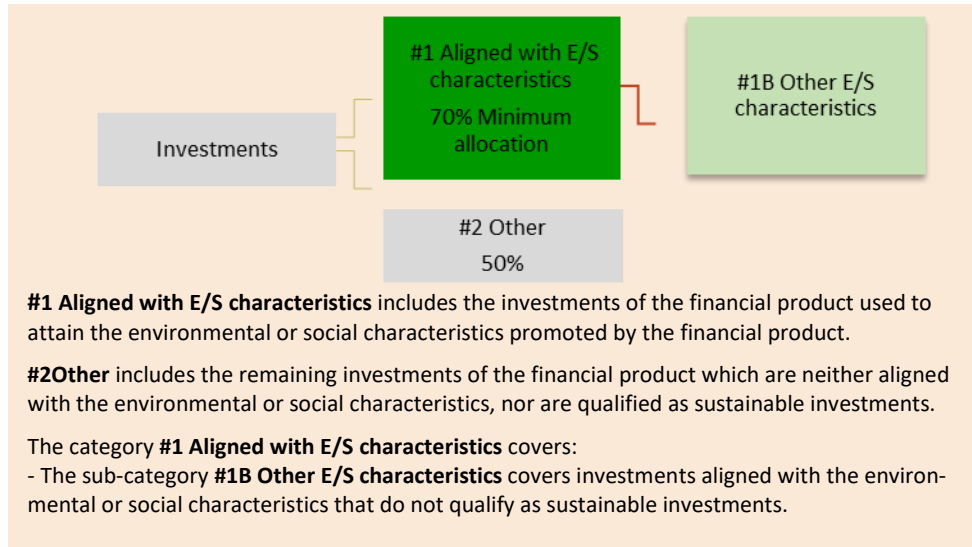 #1 Aligned with E/S
characteristics
70% Minimum
allocation
#1B Other E/S
characteristics
Investments
#2 Other
50%
#1 Aligned with E/S characteristics includes the investments of the financial product used to
attain the environmental or social characteristics promoted by the financial product.
#2Other includes the remaining investments of the financial product which are neither aligned
with the environmental or social characteristics, nor are qualified as sustainable investments.
The category #1 Aligned with E/S characteristics covers:
- The sub-category #1B Other E/S characteristics covers investments aligned with the environ-
mental or social characteristics that do not qualify as sustainable investments.